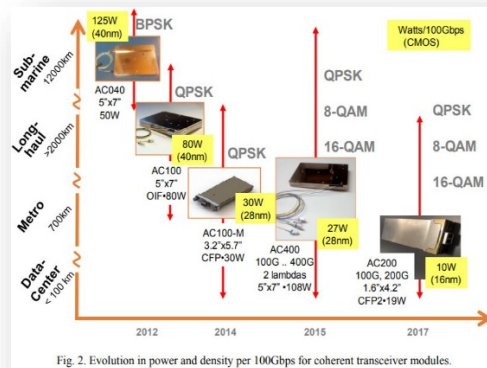 125W
(40nm)
BPSK
Watts/100Gbps
(CMOS)
Sub-
marine
12000km
AC040
5"x7"
50W
QPSK
80W
(40nm)
AC100
5"x7"
OIF•80W
QPSK
30W
(28nm)
AC100-M
3.2"x5.7"
CFP•30W
QPSK
8-QAM
16-QAM
27W
(28nm)
AC400
100G .. 400G
2 lambdas
5"x7" •108W
QPSK
8-QAM
16-QAM
10W
(16nm)
AC200
100G, 200G
1.6"x4.2"
CFP2•19W
Long-
haul
>2000km
Metro
700km
Data-
Center
< 100 km
2012
2014
2015
2017
Fig. 2. Evolution in power and density per 100Gbps for coherent transceiver modules.